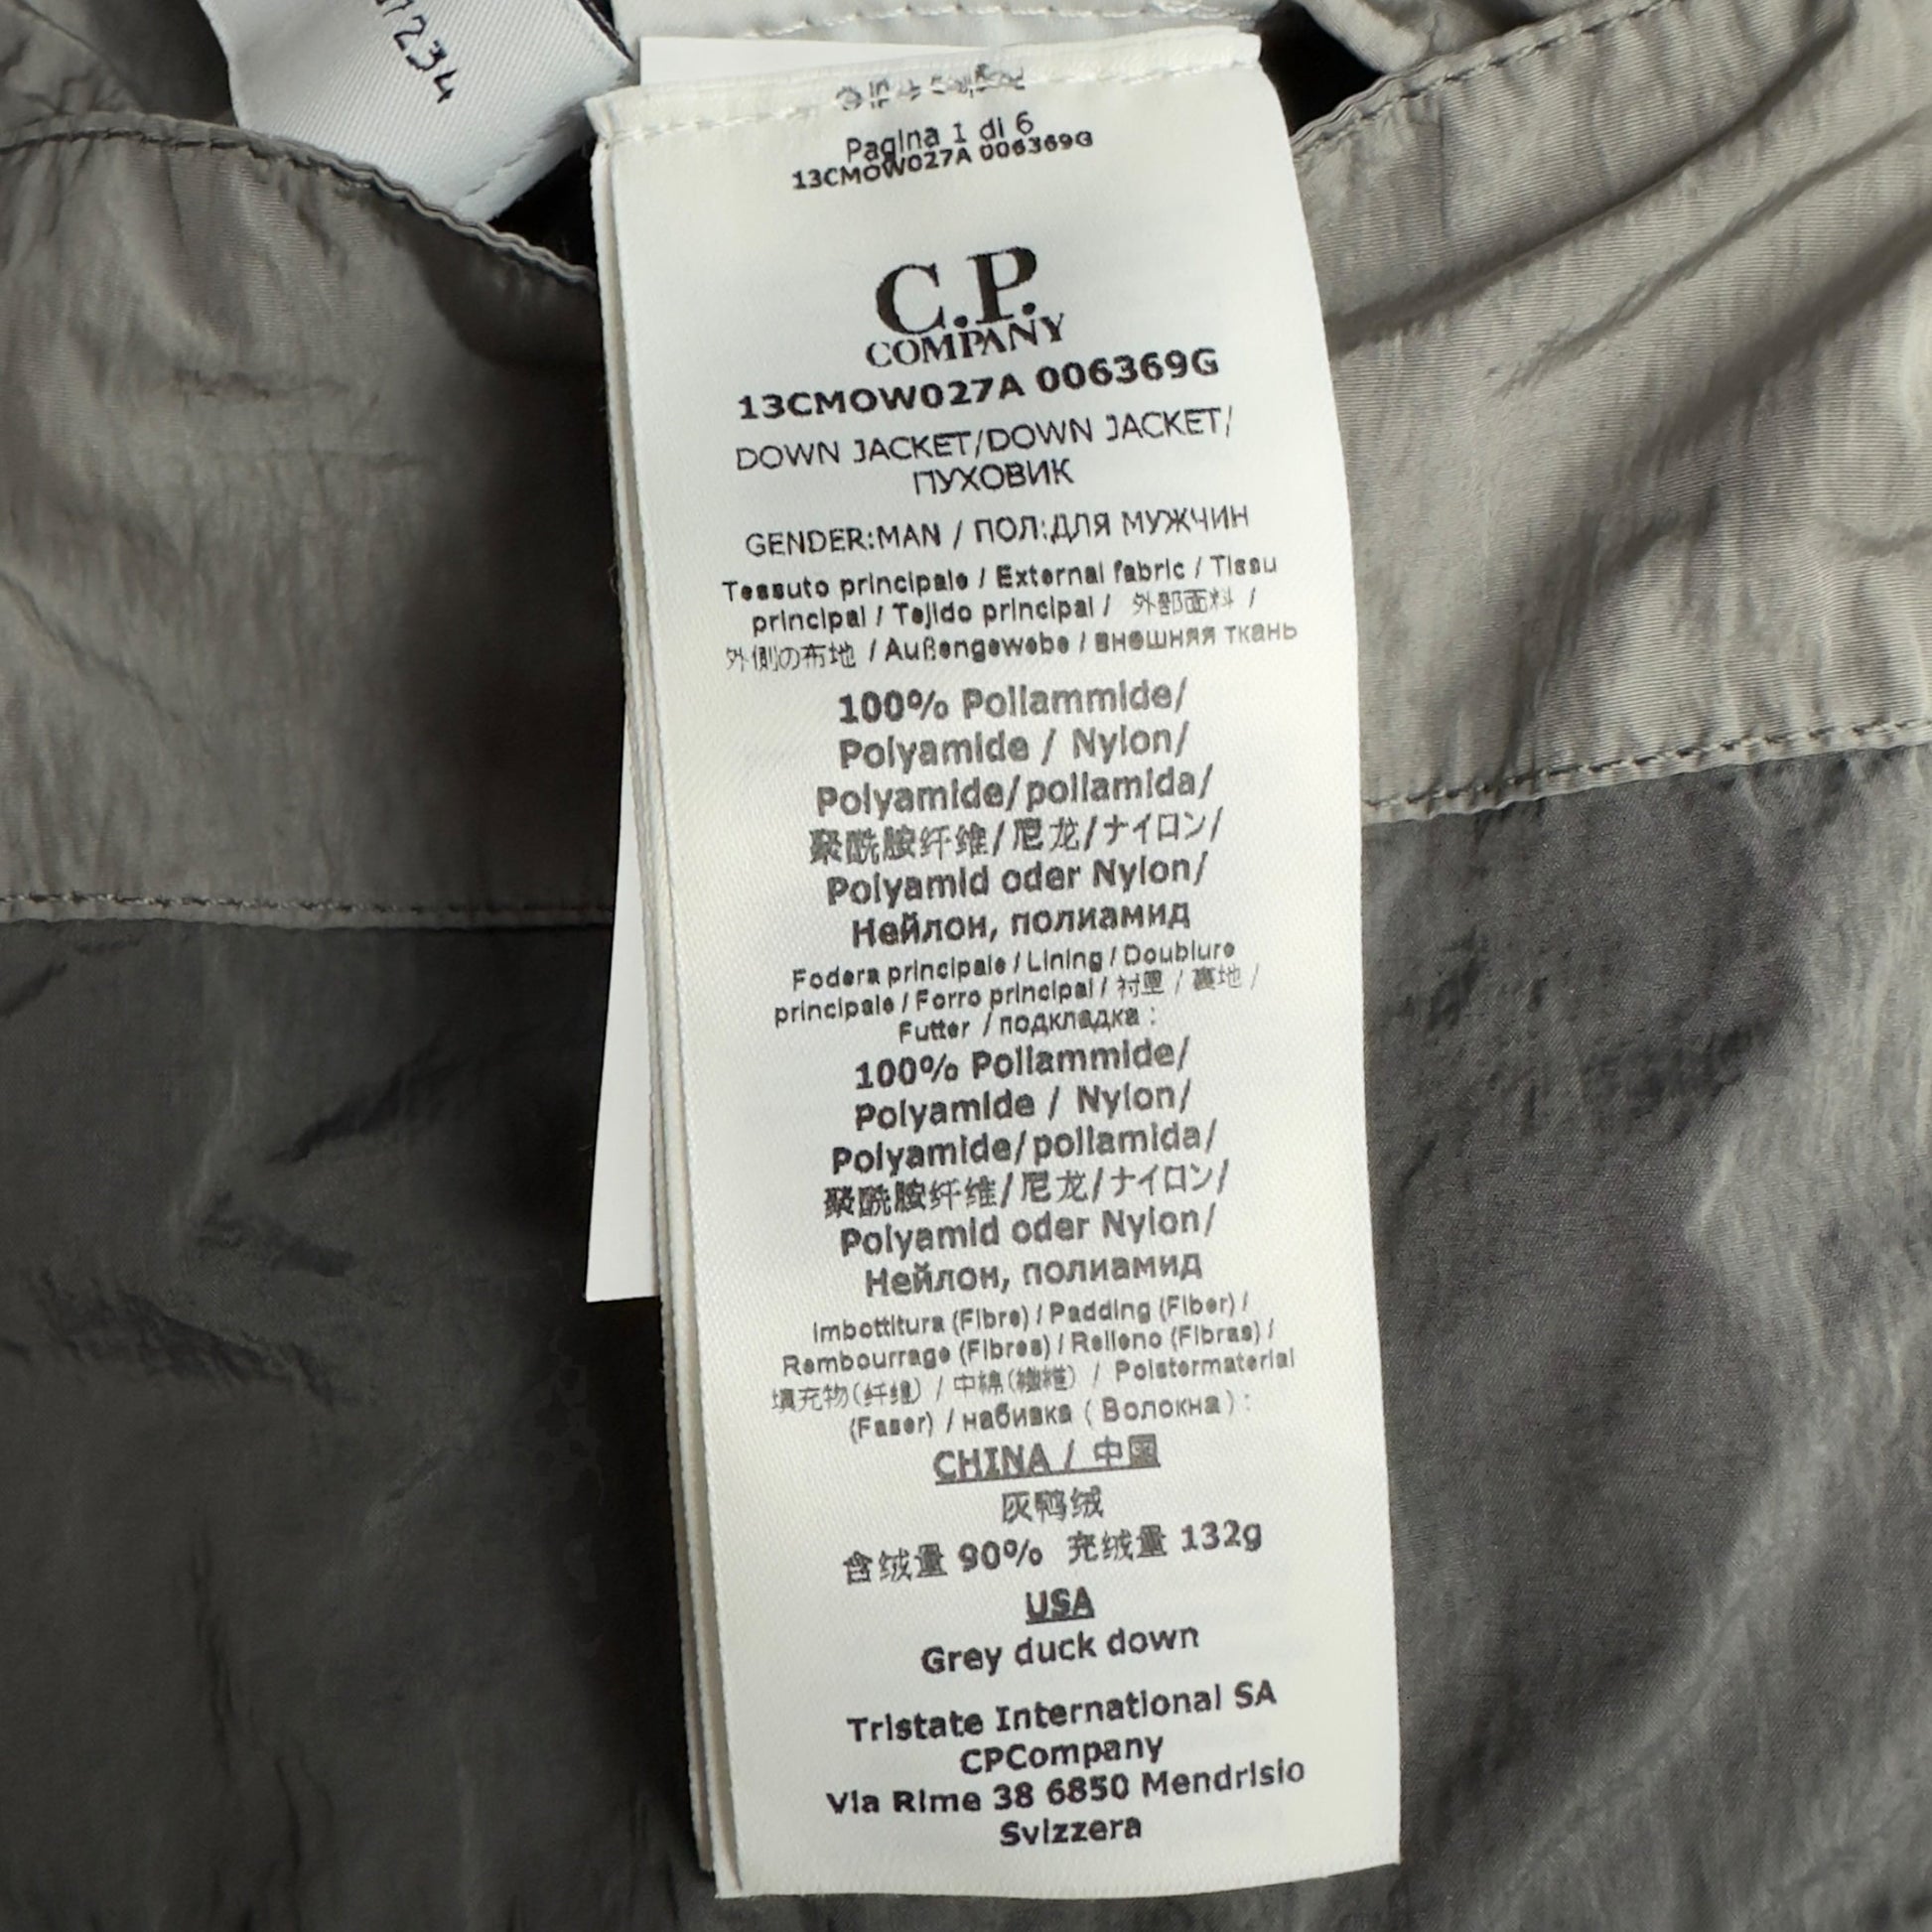 7234
Pagina 1 di 6
13CMOW027A 006369G
C.P.
COMPANY
13CMOW027A 006369G
DOWN JACKET/DOWN JACKET/
ПУХОВИК
GENDER:MAN / ПОЛ:ДЛЯ МУЖЧИН
Tessuto principale / External fabric / Tissu
principal / Tejido principal / 外部面料 /
外側の布地 / Außengewebe / внешняя ткань
100% Poliammide/
Polyamide / Nylon/
Polyamide/poliamida/
聚酰胺纤维/尼龙/ナイロン/
Polyamid oder Nylon/
Нейлон, полиамид
Fodera principale / Lining / Doublure
principale / Forro principal / 衬里 / 裏地 /
Futter / подкладка :
100% Poliammide/
Polyamide / Nylon/
Polyamide/poliamida/
聚酰胺纤维/尼龙/ナイロン/
Polyamid oder Nylon/
Нейлон, полиамид
Imbottitura (Fibre) / Padding (Fiber) /
Rembourrage (Fibres) / Relleno (Fibras) /
填充物(纤维) / 中棉(繊維) / Polstermaterial
(Faser) / набивка ( Волокна ) :
CHINA / 中国
灰鸭绒
含绒量 90% 充绒量 132g
USA
Grey duck down
Tristate International SA
CPCompany
Via Rime 38 6850 Mendrisio
Svizzera